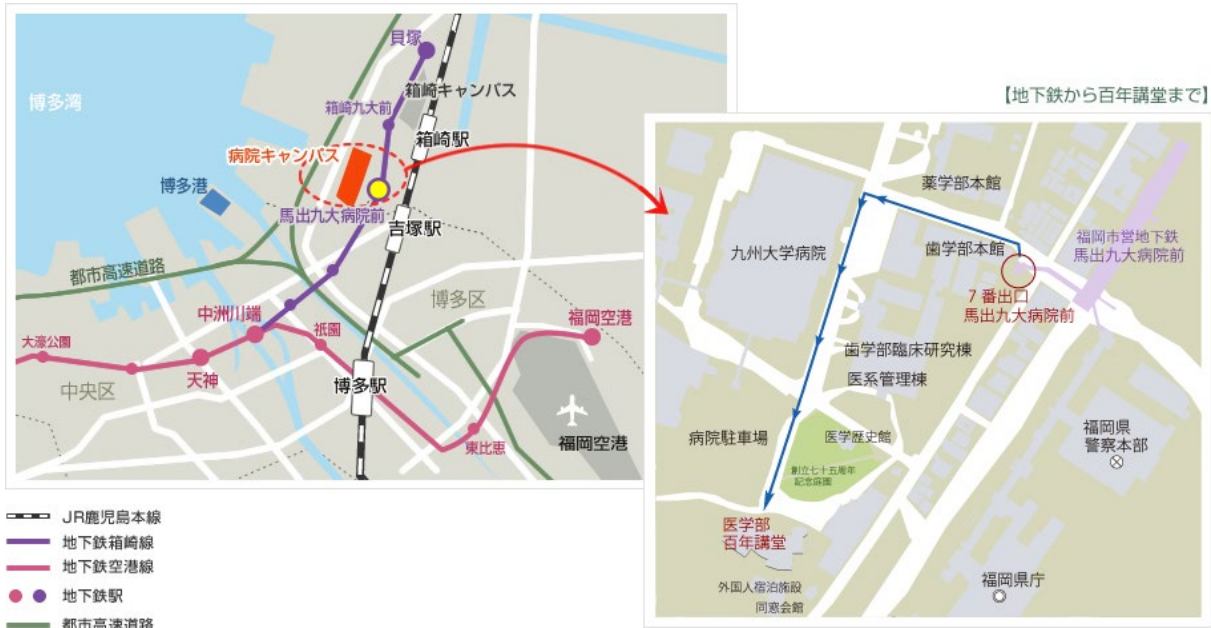 貝塚
博多湾
箱崎キャンパス
箱崎九大前
箱崎駅
病院キャンパス
博多港
馬出九大病院前
吉塚駅
都市高速道路
博多区
中洲川端
祇園
福岡空港
大濠公園
天神
中央区
博多駅
東比恵
福岡空港
JR鹿児島本線
地下鉄箱崎線
地下鉄空港線
地下鉄駅
都市高速道路
【地下鉄から百年講堂まで】
薬学部本館
九州大学病院
歯学部本館
福岡市営地下鉄
馬出九大病院前
7番出口
馬出九大病院前
歯学部臨床研究棟
医系管理棟
病院駐車場
医学歴史館
福岡県
警察本部
創立七十五周年
記念庭園
医学部
百年講堂
外国人宿泊施設
同窓会館
福岡県庁